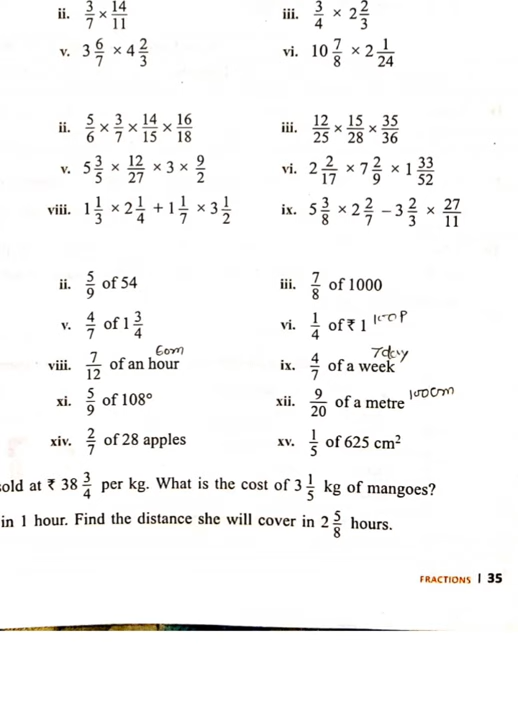 ii. 3/7 × 14/11 iii. 3/4 × 2 2/3
v. 3 6/7 × 4 2/3 vi. 10 7/8 × 2 1/24
ii. 5/6 × 3/7 × 14/15 × 16/18 iii. 12/25 × 15/28 × 35/36
v. 5 3/5 × 12/27 × 3 × 9/2 vi. 2 2/17 × 7 2/9 × 1 33/52
viii. 1 1/3 × 2 1/4 + 1 1/7 × 3 1/2 ix. 5 3/8 × 2 2/7 − 3 2/3 × 27/11
ii. 5/9 of 54 iii. 7/8 of 1000
v. 4/7 of 1 3/4 vi. 1/4 of ₹ 1 100P
60m 7day
viii. 7/12 of an hour ix. 4/7 of a week
xi. 5/9 of 108° xii. 9/20 of a metre 100cm
xiv. 2/7 of 28 apples xv. 1/5 of 625 cm²
sold at ₹ 38 3/4 per kg. What is the cost of 3 1/5 kg of mangoes?
in 1 hour. Find the distance she will cover in 2 5/8 hours.
FRACTIONS | 35